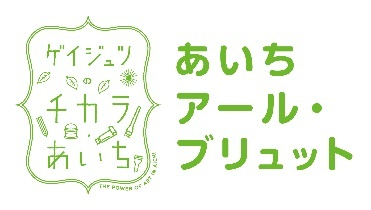 ゲイジュツ
の
チカラ
あいち
THE POWER OF ART IN AICHI
あいち
アール・
ブリュット